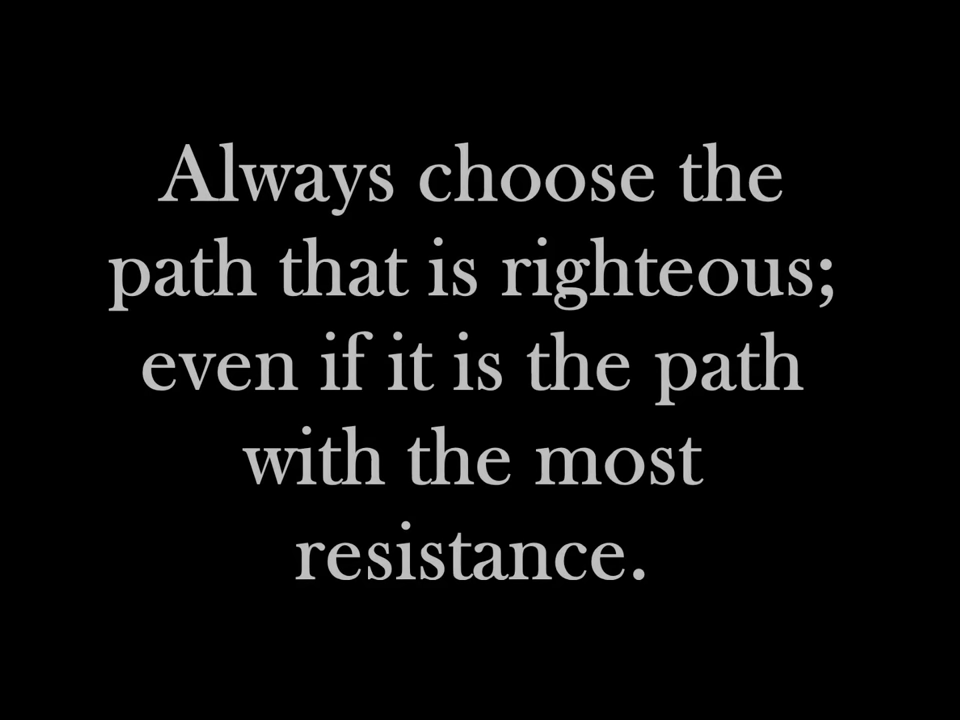 Always choose the
path that is righteous;
even if it is the path
with the most
resistance.